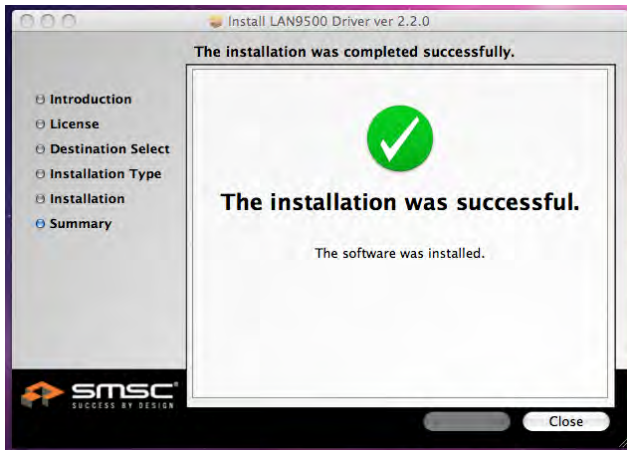 Install LAN9500 Driver ver 2.2.0
The installation was completed successfully.
Introduction
License
Destination Select
Installation Type
Installation
Summary
The installation was successful.
The software was installed.
smsc
SUCCESS BY DESIGN
Close